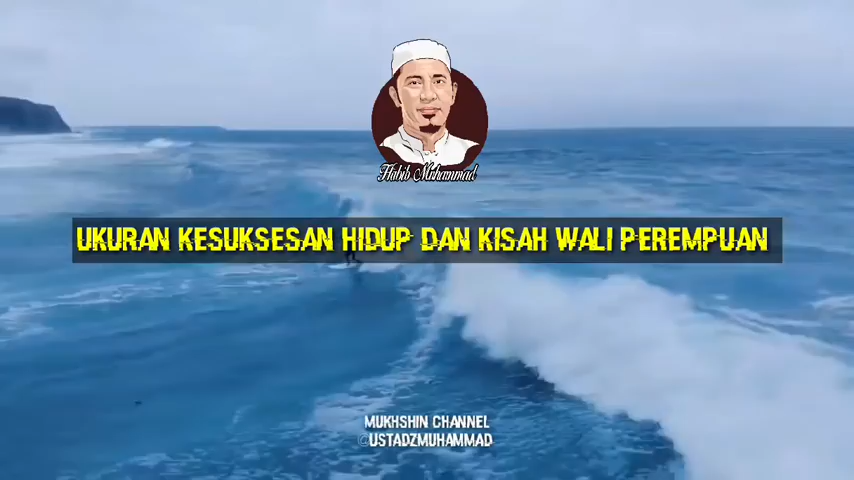 Habib Muhammad
UKURAN KESUKSESAN HIDUP DAN KISAH WALI PEREMPUAN
MUKHSHIN CHANNEL
@USTADZMUHAMMAD